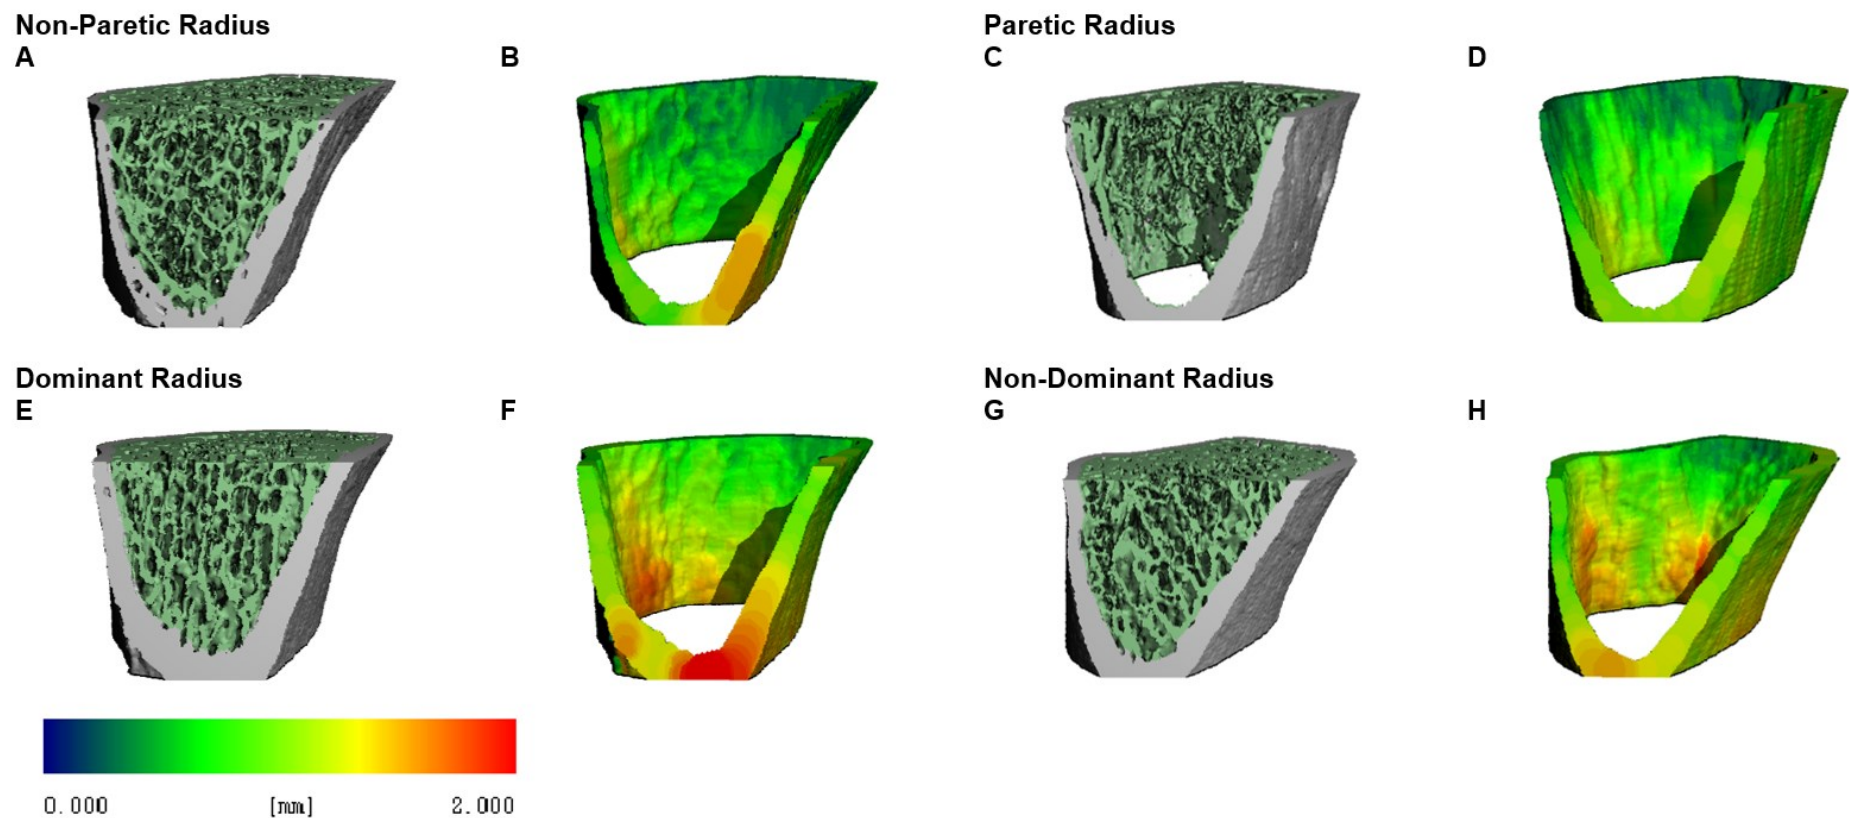 Non-Paretic Radius
Paretic Radius
A
B
C
D
Dominant Radius
Non-Dominant Radius
E
F
G
H
0.000 [mm] 2.000